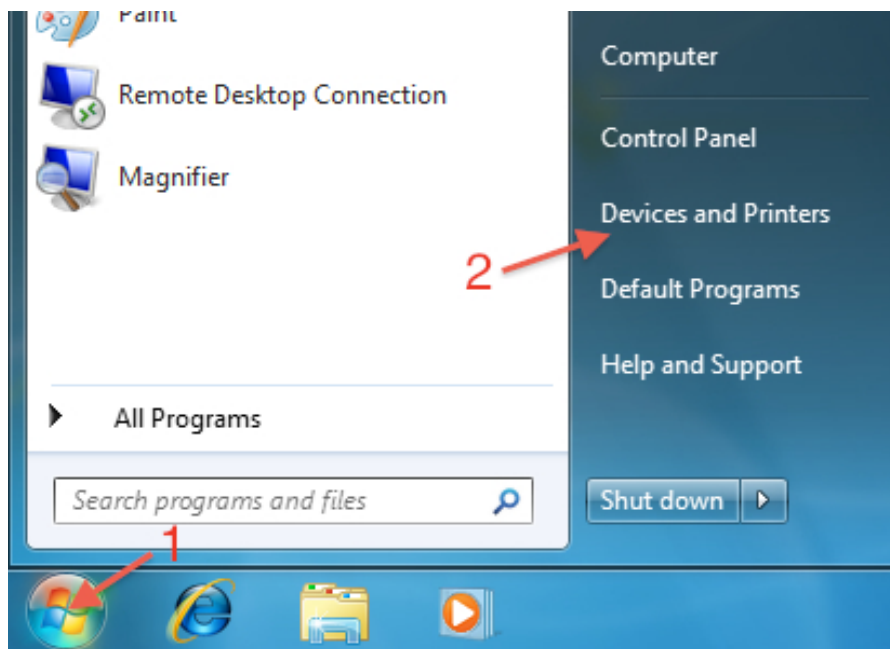 Paint
Remote Desktop Connection
Magnifier
All Programs
Search programs and files
1
Computer
Control Panel
Devices and Printers
2
Default Programs
Help and Support
Shut down